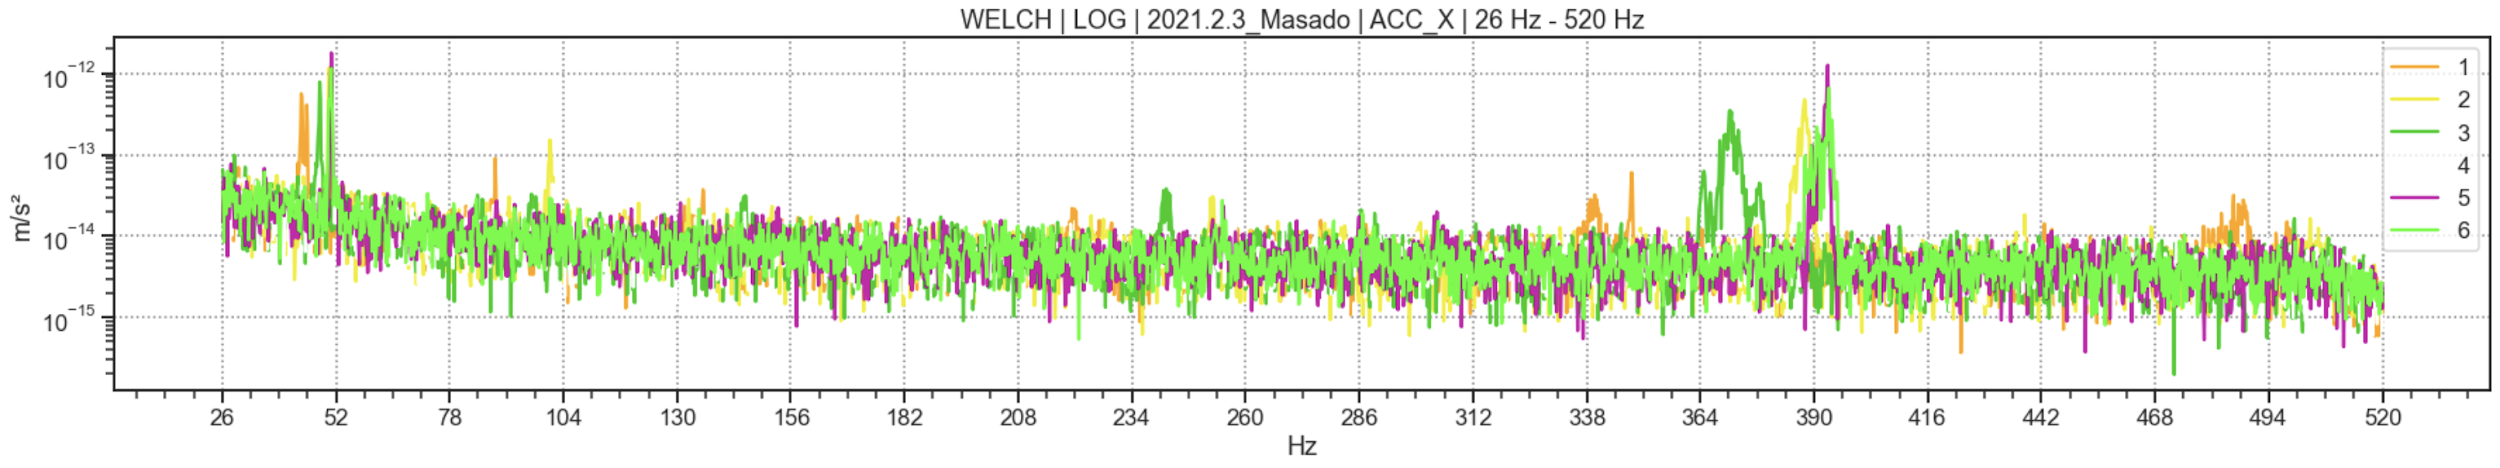 WELCH | LOG | 2021.2.3_Masado | ACC_X | 26 Hz - 520 Hz
m/s²
10⁻¹²
10⁻¹³
10⁻¹⁴
10⁻¹⁵
1
2
3
4
5
6
26 52 78 104 130 156 182 208 234 260 286 312 338 364 390 416 442 468 494 520
Hz